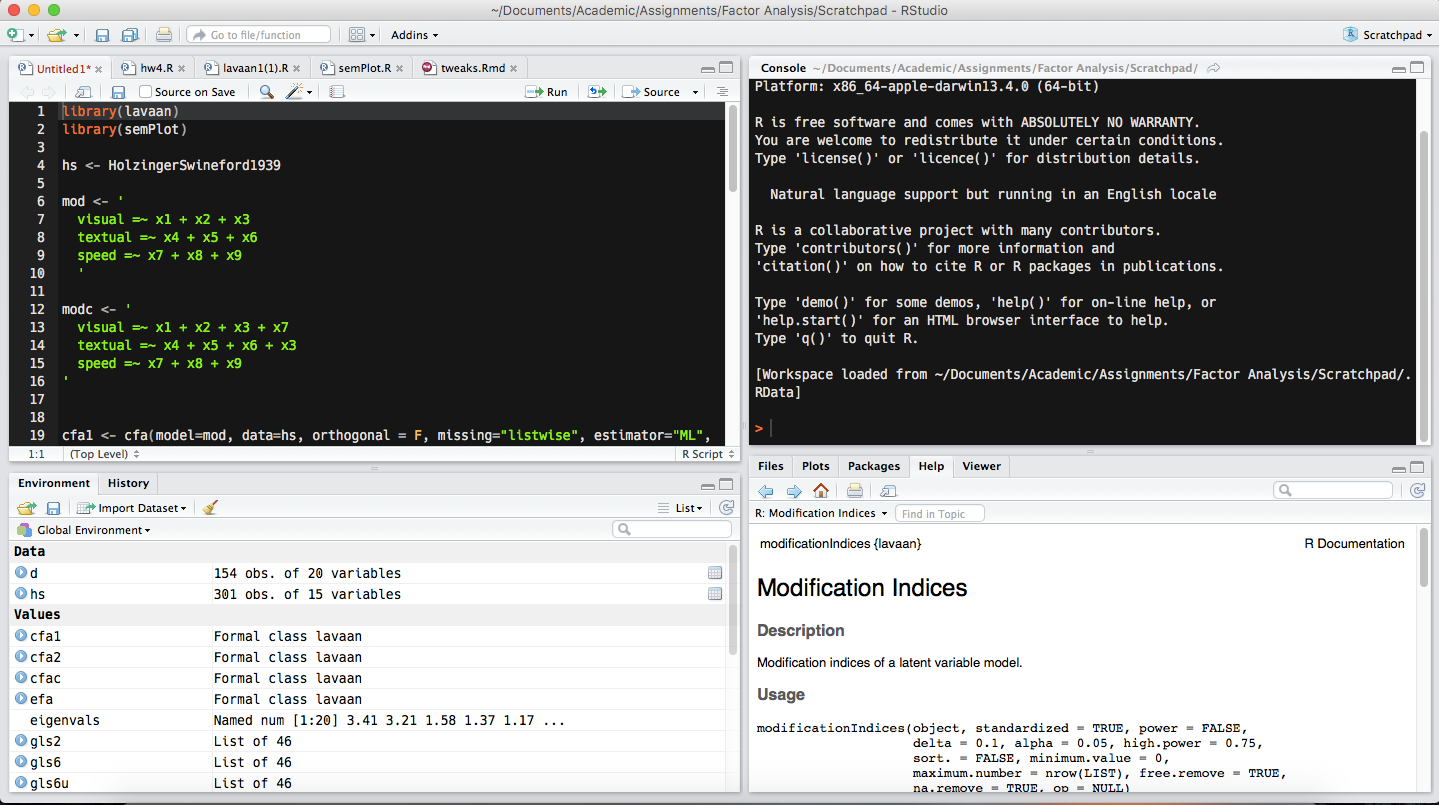 ~/Documents/Academic/Assignments/Factor Analysis/Scratchpad - RStudio
Go to file/function
Addins
Scratchpad
Untitled1*
hw4.R
lavaan1(1).R
semPlot.R
tweaks.Rmd
Source on Save
Run
Source
1 library(lavaan)
2 library(semPlot)
3
4 hs <- HolzingerSwineford1939
5
6 mod <- '
7   visual =~ x1 + x2 + x3
8   textual =~ x4 + x5 + x6
9   speed =~ x7 + x8 + x9
10   '
11
12 modc <- '
13   visual =~ x1 + x2 + x3 + x7
14   textual =~ x4 + x5 + x6 + x3
15   speed =~ x7 + x8 + x9
16 '
17
18
19 cfa1 <- cfa(model=mod, data=hs, orthogonal = F, missing="listwise", estimator="ML",
1:1 (Top Level) R Script
Environment History
Import Dataset List
Global Environment
Data
d 154 obs. of 20 variables
hs 301 obs. of 15 variables
Values
cfa1 Formal class lavaan
cfa2 Formal class lavaan
cfac Formal class lavaan
efa Formal class lavaan
eigenvals Named num [1:20] 3.41 3.21 1.58 1.37 1.17 ...
gls2 List of 46
gls6 List of 46
gls6u List of 46
Console ~/Documents/Academic/Assignments/Factor Analysis/Scratchpad/
Platform: x86_64-apple-darwin13.4.0 (64-bit)
R is free software and comes with ABSOLUTELY NO WARRANTY.
You are welcome to redistribute it under certain conditions.
Type 'license()' or 'licence()' for distribution details.
  Natural language support but running in an English locale
R is a collaborative project with many contributors.
Type 'contributors()' for more information and
'citation()' on how to cite R or R packages in publications.
Type 'demo()' for some demos, 'help()' for on-line help, or
'help.start()' for an HTML browser interface to help.
Type 'q()' to quit R.
[Workspace loaded from ~/Documents/Academic/Assignments/Factor Analysis/Scratchpad/.
RData]
>
Files Plots Packages Help Viewer
R: Modification Indices Find in Topic
modificationIndices {lavaan} R Documentation
Modification Indices
Description
Modification indices of a latent variable model.
Usage
modificationIndices(object, standardized = TRUE, power = FALSE,
delta = 0.1, alpha = 0.05, high.power = 0.75,
sort. = FALSE, minimum.value = 0,
maximum.number = nrow(LIST), free.remove = TRUE,
na.remove = TRUE, op = NULL)